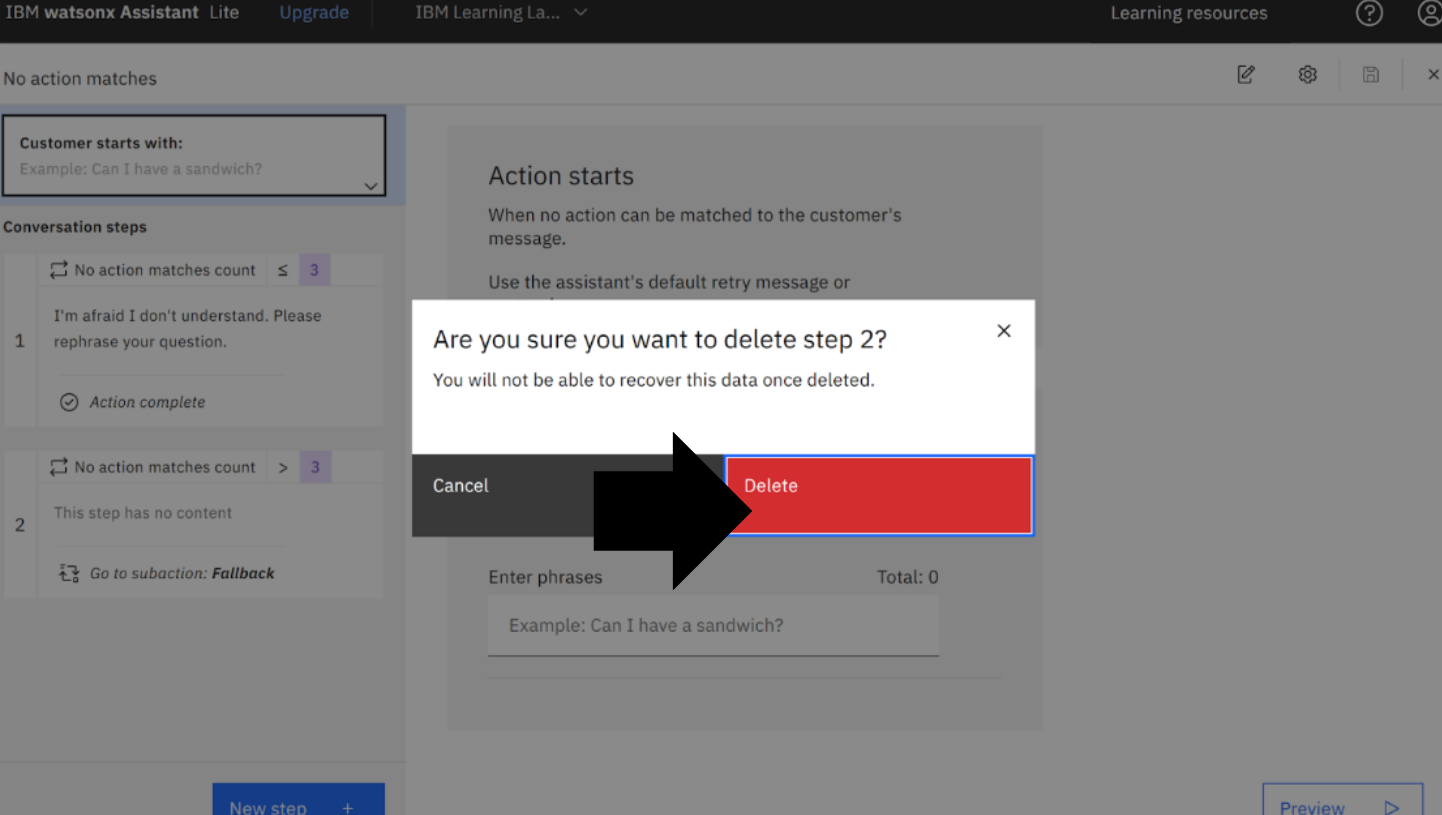 IBM watsonx Assistant Lite Upgrade IBM Learning La... Learning resources
No action matches
Customer starts with:
Example: Can I have a sandwich?
Conversation steps
No action matches count ≤ 3
1
I'm afraid I don't understand. Please
rephrase your question.
Action complete
No action matches count > 3
2
This step has no content
Go to subaction: Fallback
New step +
Action starts
When no action can be matched to the customer's
message.
Use the assistant's default retry message or
Are you sure you want to delete step 2?
You will not be able to recover this data once deleted.
Cancel
Delete
Enter phrases Total: 0
Example: Can I have a sandwich?
Preview